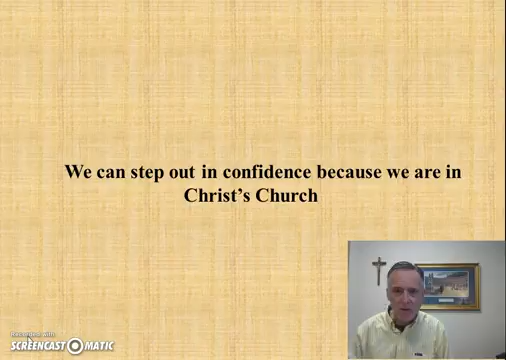 We can step out in confidence because we are in
Christ's Church
Recorded with
SCREENCAST-O-MATIC